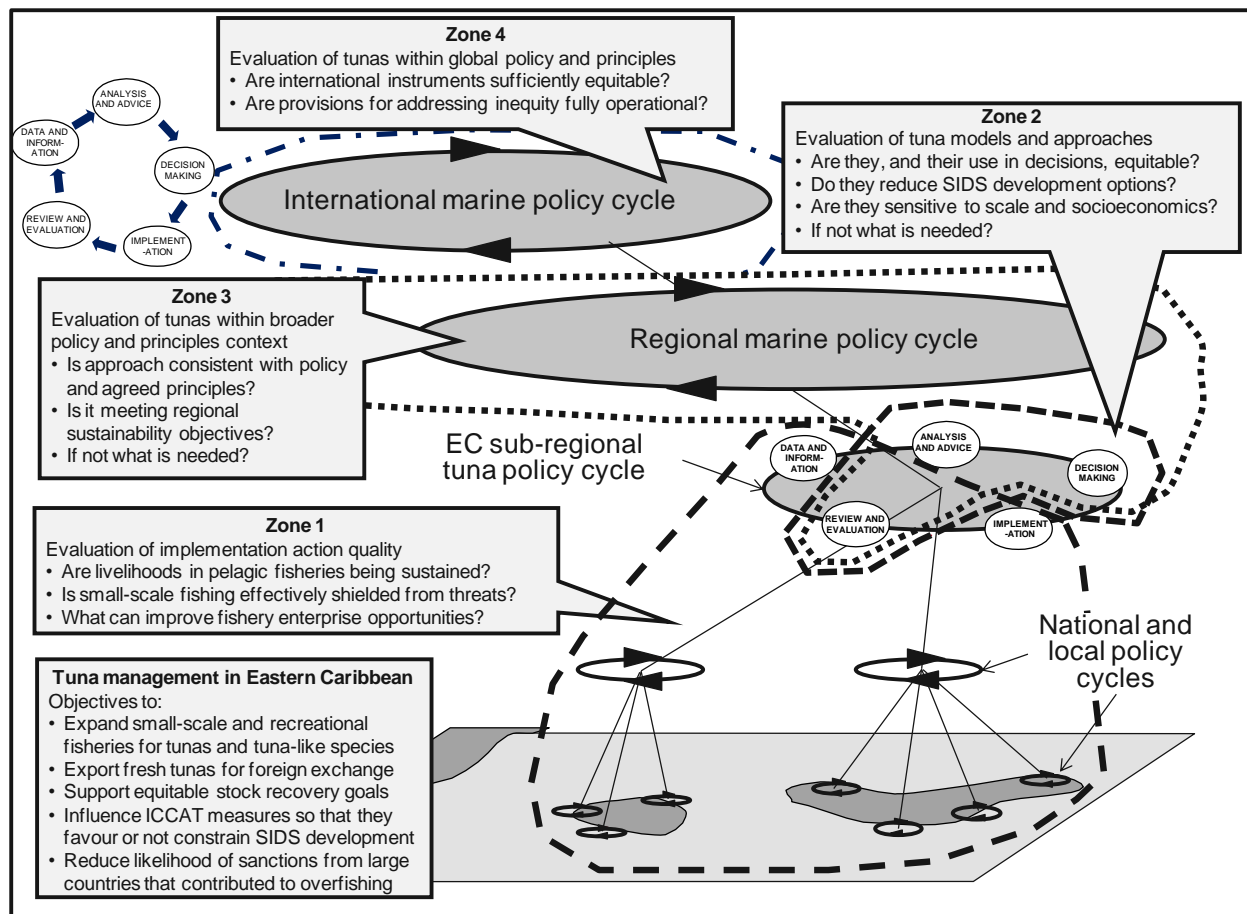 Zone 4
Evaluation of tunas within global policy and principles
• Are international instruments sufficiently equitable?
• Are provisions for addressing inequity fully operational?
ANALYSIS
AND ADVICE
DATA AND
INFORM-
ATION
DECISION
MAKING
REVIEW AND
EVALUATION
IMPLEMENT
-ATION
International marine policy cycle
Zone 2
Evaluation of tuna models and approaches
• Are they, and their use in decisions, equitable?
• Do they reduce SIDS development options?
• Are they sensitive to scale and socioeconomics?
• If not what is needed?
Zone 3
Evaluation of tunas within broader
policy and principles context
• Is approach consistent with policy
and agreed principles?
• Is it meeting regional
sustainability objectives?
• If not what is needed?
Regional marine policy cycle
EC sub-regional
tuna policy cycle
DATA AND
INFORM-
ATION
ANALYSIS
AND ADVICE
DECISION
MAKING
REVIEW AND
EVALUATION
IMPLEMENT
-ATION
Zone 1
Evaluation of implementation action quality
• Are livelihoods in pelagic fisheries being sustained?
• Is small-scale fishing effectively shielded from threats?
• What can improve fishery enterprise opportunities?
National and
local policy
cycles
Tuna management in Eastern Caribbean
Objectives to:
• Expand small-scale and recreational
fisheries for tunas and tuna-like species
• Export fresh tunas for foreign exchange
• Support equitable stock recovery goals
• Influence ICCAT measures so that they
favour or not constrain SIDS development
• Reduce likelihood of sanctions from large
countries that contributed to overfishing